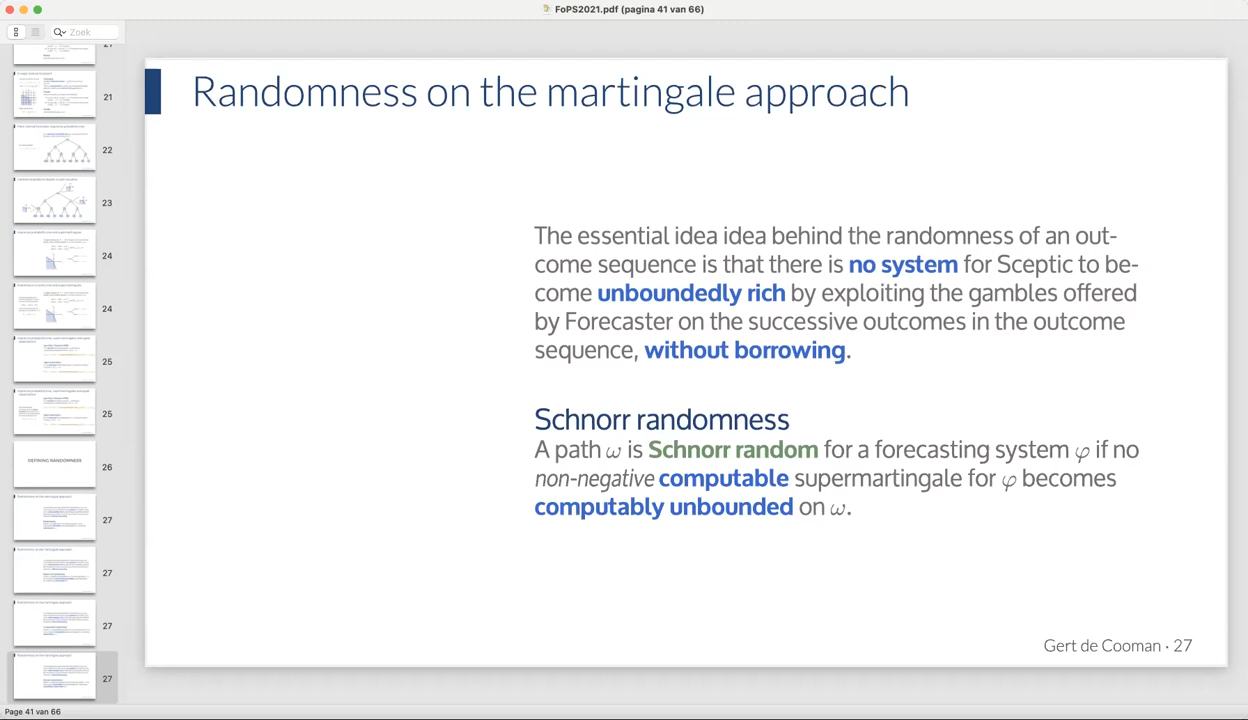 FoPS2021.pdf (pagina 41 van 66)
Zoek
Randomness on the martingale approach
The essential idea idea behind the randomness of an out-
come sequence is that there is no system for Sceptic to be-
come unboundedly rich by exploiting the gambles offered
by Forecaster on the successive outcomes in the outcome
sequence, without borrowing.
Schnorr randomness
A path ω is Schnorr random for a forecasting system φ if no
non-negative computable supermartingale for φ becomes
computably unbounded on ω.
Gert de Cooman · 27
21
22
23
24
24
25
25
DEFINING RANDOMNESS
26
27
27
27
27
Page 41 van 66